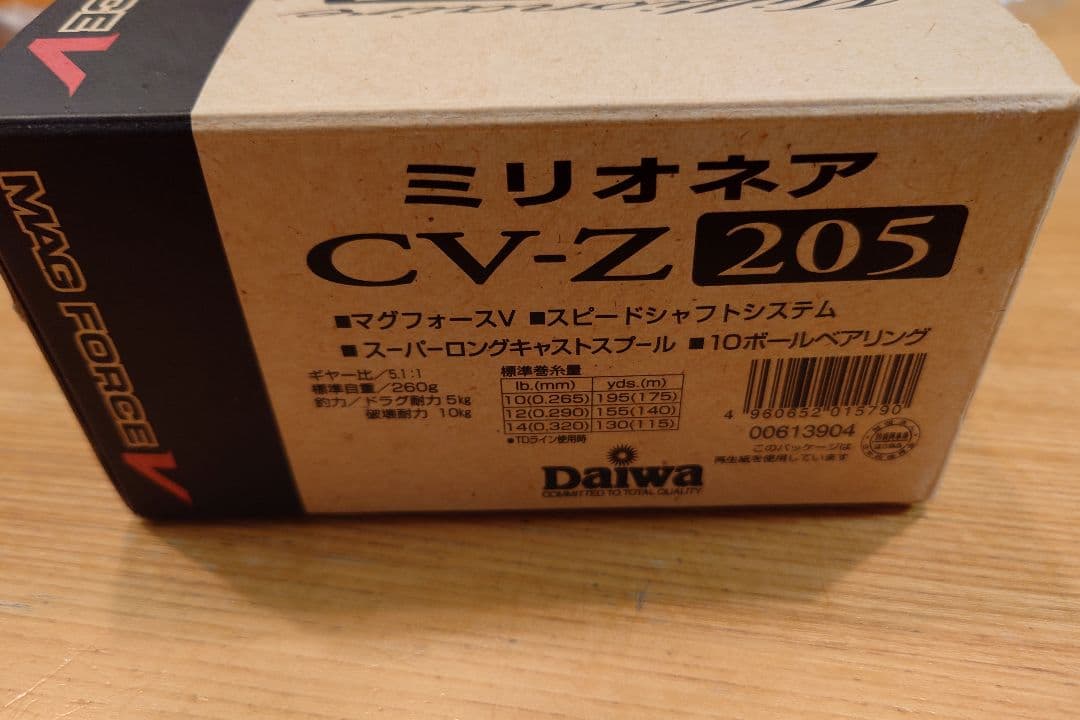 Millionaire
MAG FORCE V
ミリオネア
CV-Z 205
■マグフォースV ■スピードシャフトシステム
■スーパーロングキャストスプール ■10ボールベアリング
ギヤー比/5.1:1
標準自重/260g
釣力/ドラグ耐力 5kg
破壊耐力 10kg
標準巻糸量
lb.(mm) yds.(m)
10(0.265) 195(175)
12(0.290) 155(140)
14(0.320) 130(115)
●TDライン使用時
4 960652 015790
00613904
このパッケージは
再生紙を使用しています
Daiwa
COMMITTED TO TOTAL QUALITY